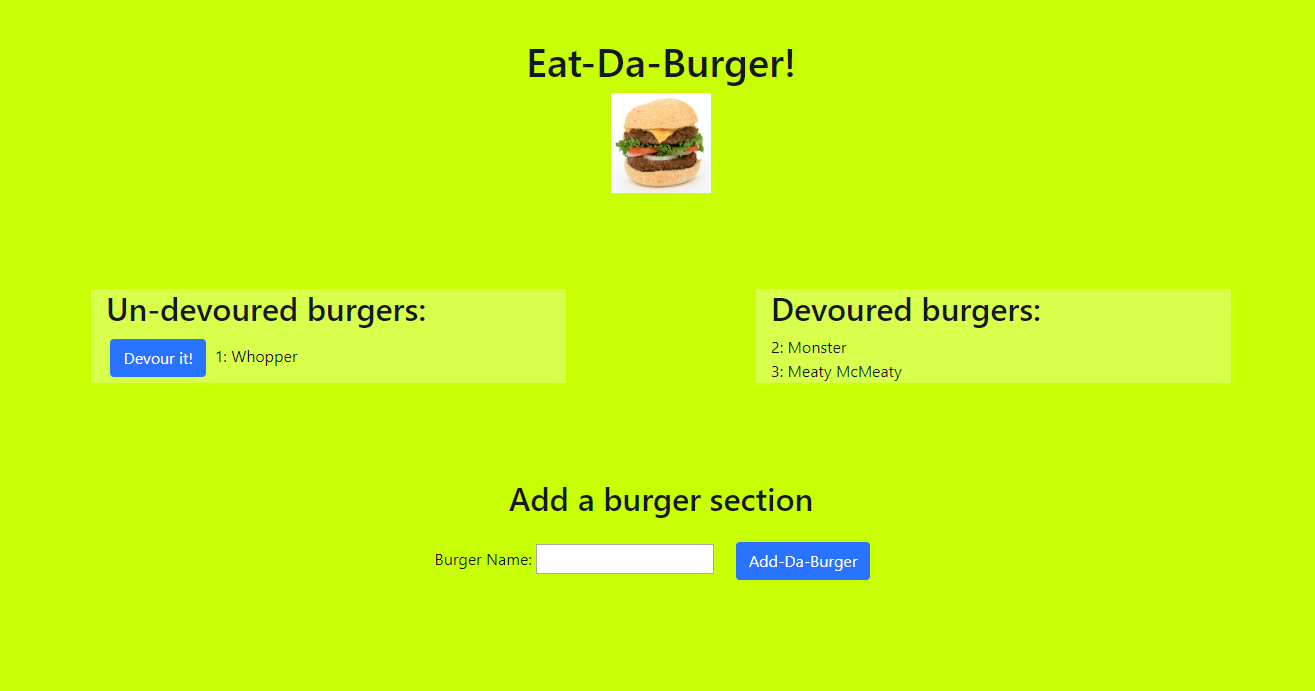 Eat-Da-Burger!
Un-devoured burgers:
Devour it! 1: Whopper
Devoured burgers:
2: Monster
3: Meaty McMeaty
Add a burger section
Burger Name: Add-Da-Burger